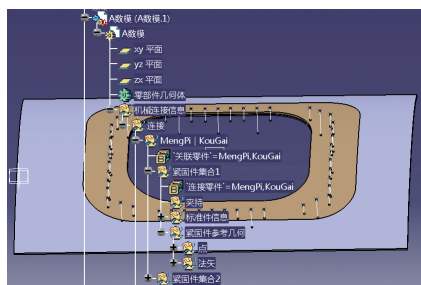 A数模 (A数模.1)
A数模
xy 平面
yz 平面
zx 平面
零部件几何体
机械连接信息
连接
MengPi | KouGai
`关联零件`=MengPi,KouGai
紧固件集合1
`连接零件`=MengPi,KouGai
夹持
标准件信息
紧固件参考几何
点
法矢
紧固件集合2